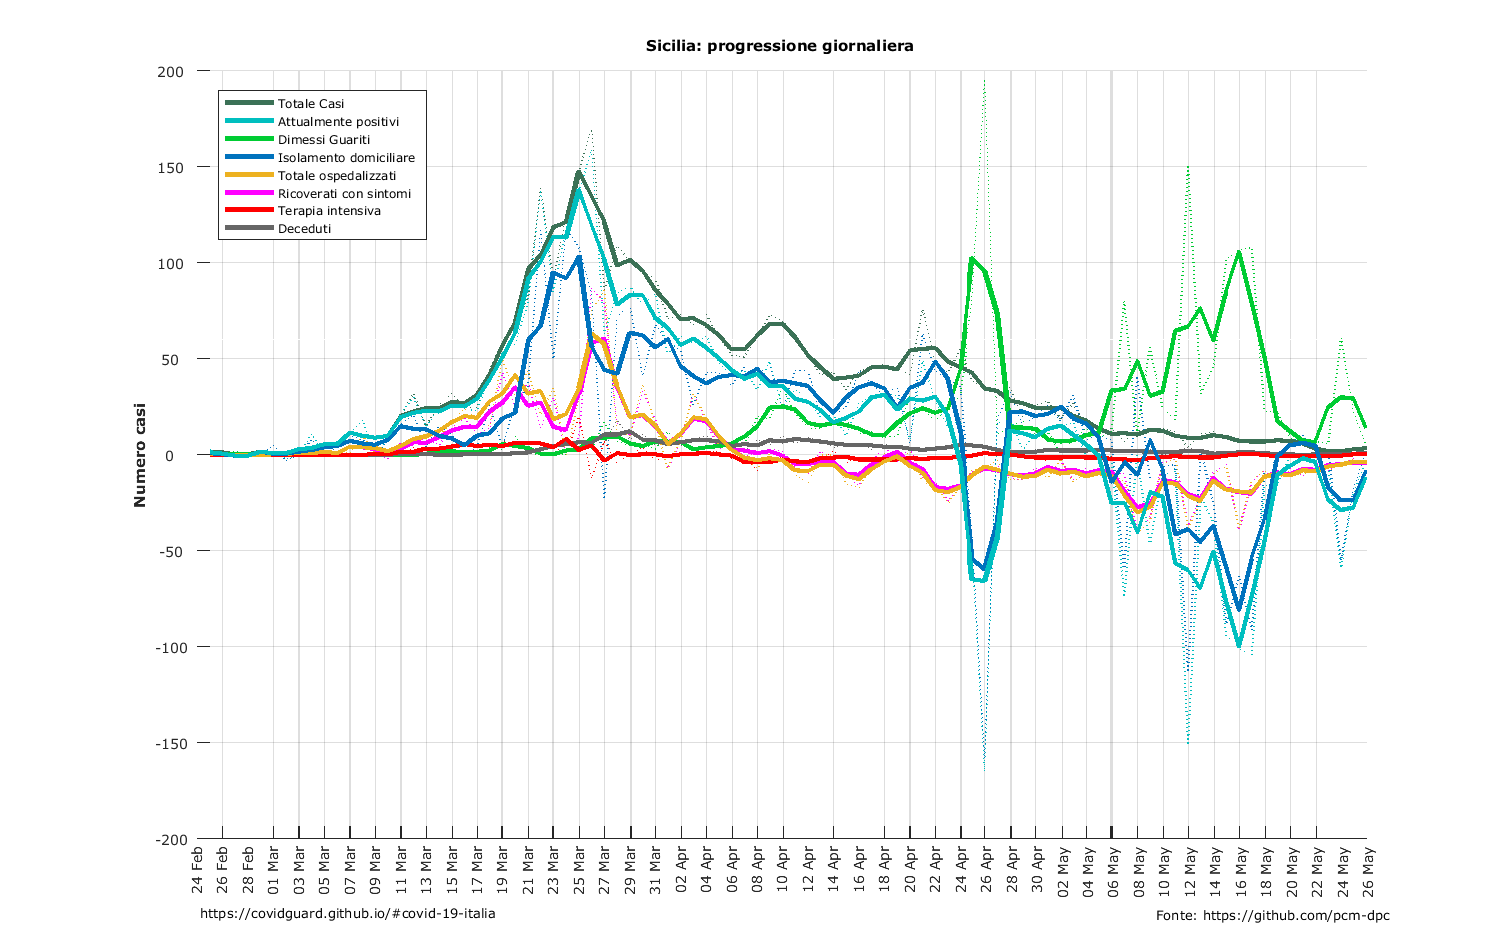 Sicilia: progressione giornaliera
200
150
100
50
0
-50
-100
-150
-200
Numero casi
Totale Casi
Attualmente positivi
Dimessi Guariti
Isolamento domiciliare
Totale ospedalizzati
Ricoverati con sintomi
Terapia intensiva
Deceduti
24 Feb
26 Feb
28 Feb
01 Mar
03 Mar
05 Mar
07 Mar
09 Mar
11 Mar
13 Mar
15 Mar
17 Mar
19 Mar
21 Mar
23 Mar
25 Mar
27 Mar
29 Mar
31 Mar
02 Apr
04 Apr
06 Apr
08 Apr
10 Apr
12 Apr
14 Apr
16 Apr
18 Apr
20 Apr
22 Apr
24 Apr
26 Apr
28 Apr
30 Apr
02 May
04 May
06 May
08 May
10 May
12 May
14 May
16 May
18 May
20 May
22 May
24 May
26 May
https://covidguard.github.io/#covid-19-italia
Fonte: https://github.com/pcm-dpc